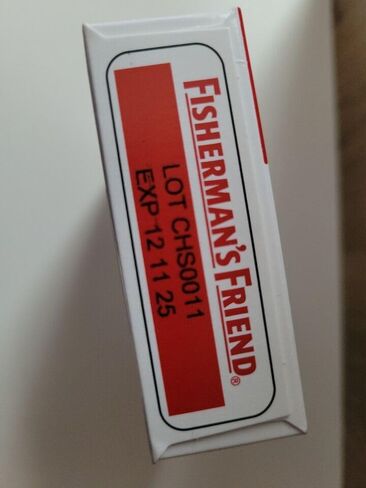 FISHERMAN'S FRIEND®
LOT CHS0011
EXP 12 11 25